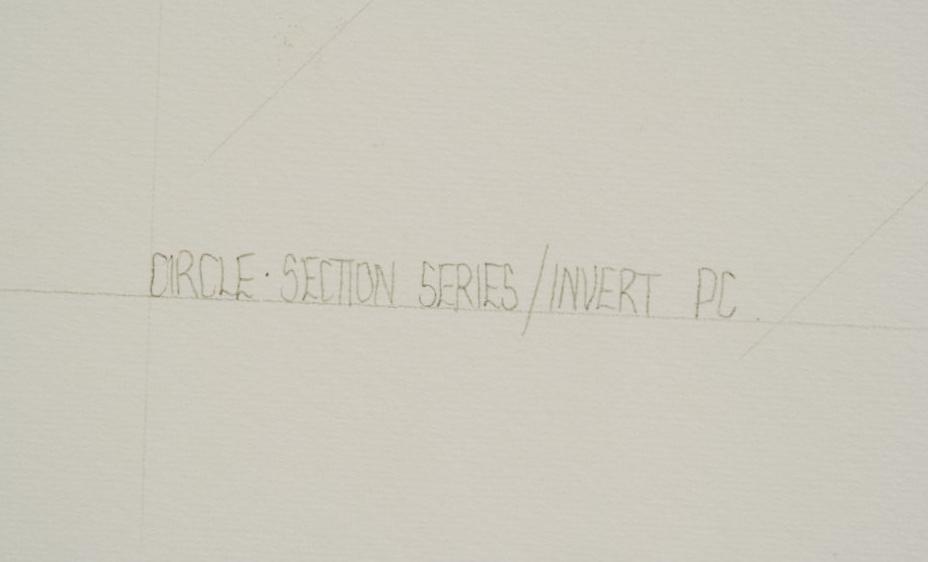 CIRCLE · SECTION SERIES/INVERT PC.